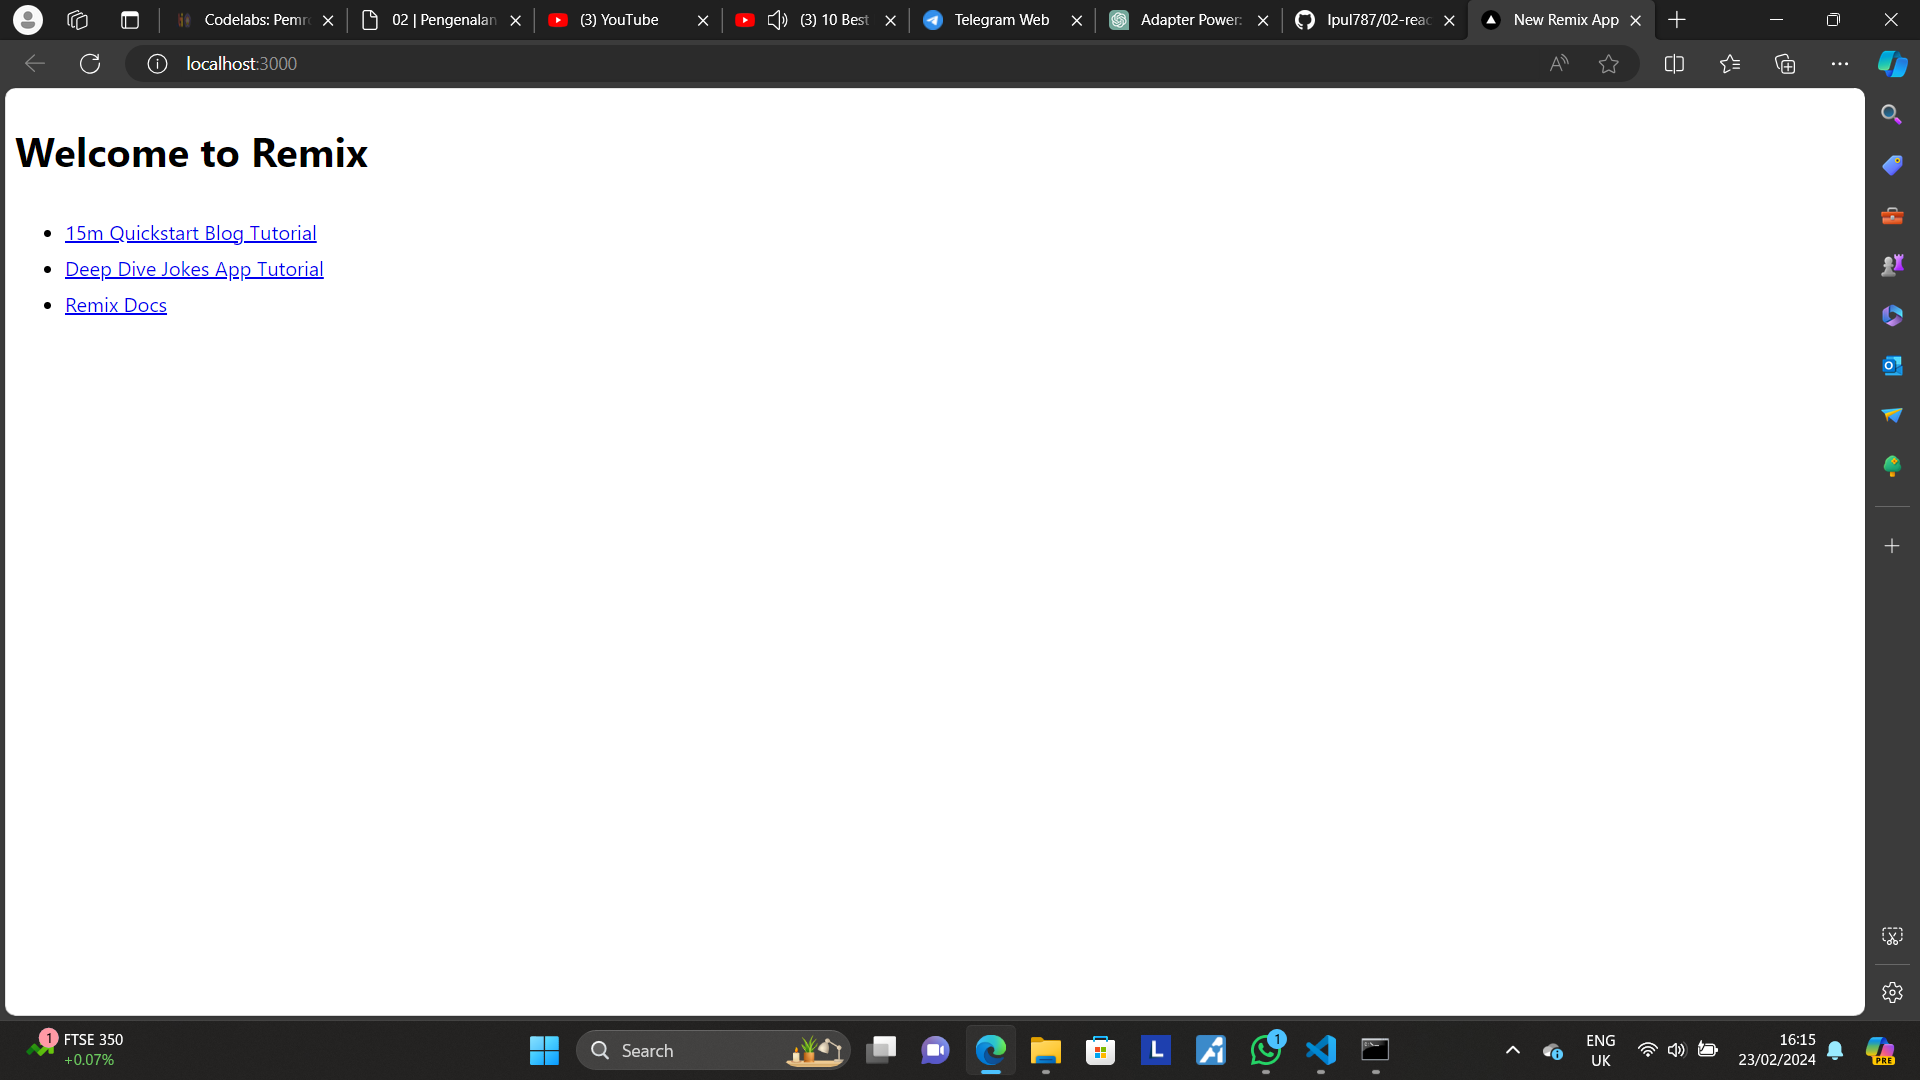 Codelabs: Pemr
02 | Pengenalan
(3) YouTube
(3) 10 Best
Telegram Web
Adapter Power:
Ipul787/02-reac
New Remix App
localhost:3000
Welcome to Remix
15m Quickstart Blog Tutorial
Deep Dive Jokes App Tutorial
Remix Docs
1
FTSE 350
+0.07%
Search
L
1
ENG
UK
16:15
23/02/2024
PRE